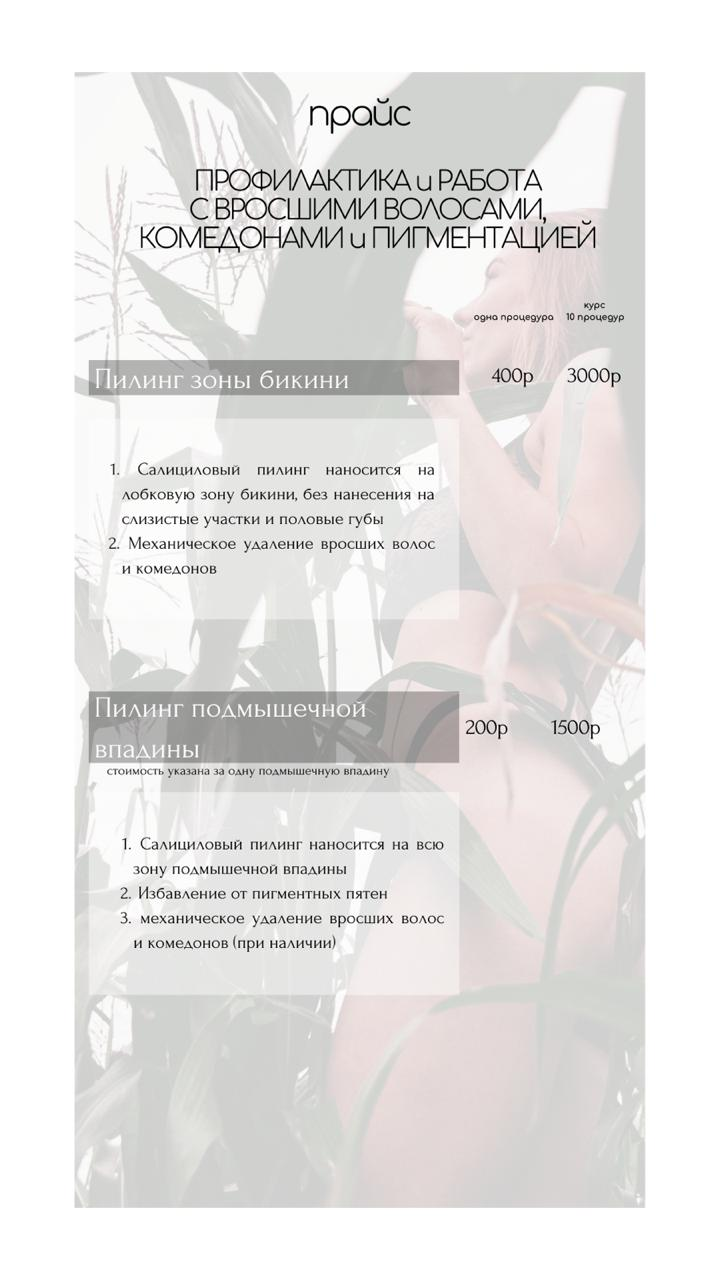 прайс
ПРОФИЛАКТИКА и РАБОТА
С ВРОСШИМИ ВОЛОСАМИ,
КОМЕДОНАМИ и ПИГМЕНТАЦИЕЙ
одна процедура
курс
10 процедур
Пилинг зоны бикини
400р
3000р
1. Салициловый пилинг наносится на
лобковую зону бикини, без нанесения на
слизистые участки и половые губы
2. Механическое удаление вросших волос
и комедонов
Пилинг подмышечной
впадины
200р
1500р
стоимость указана за одну подмышечную впадину
1. Салициловый пилинг наносится на всю
зону подмышечной впадины
2. Избавление от пигментных пятен
3. механическое удаление вросших волос
и комедонов (при наличии)